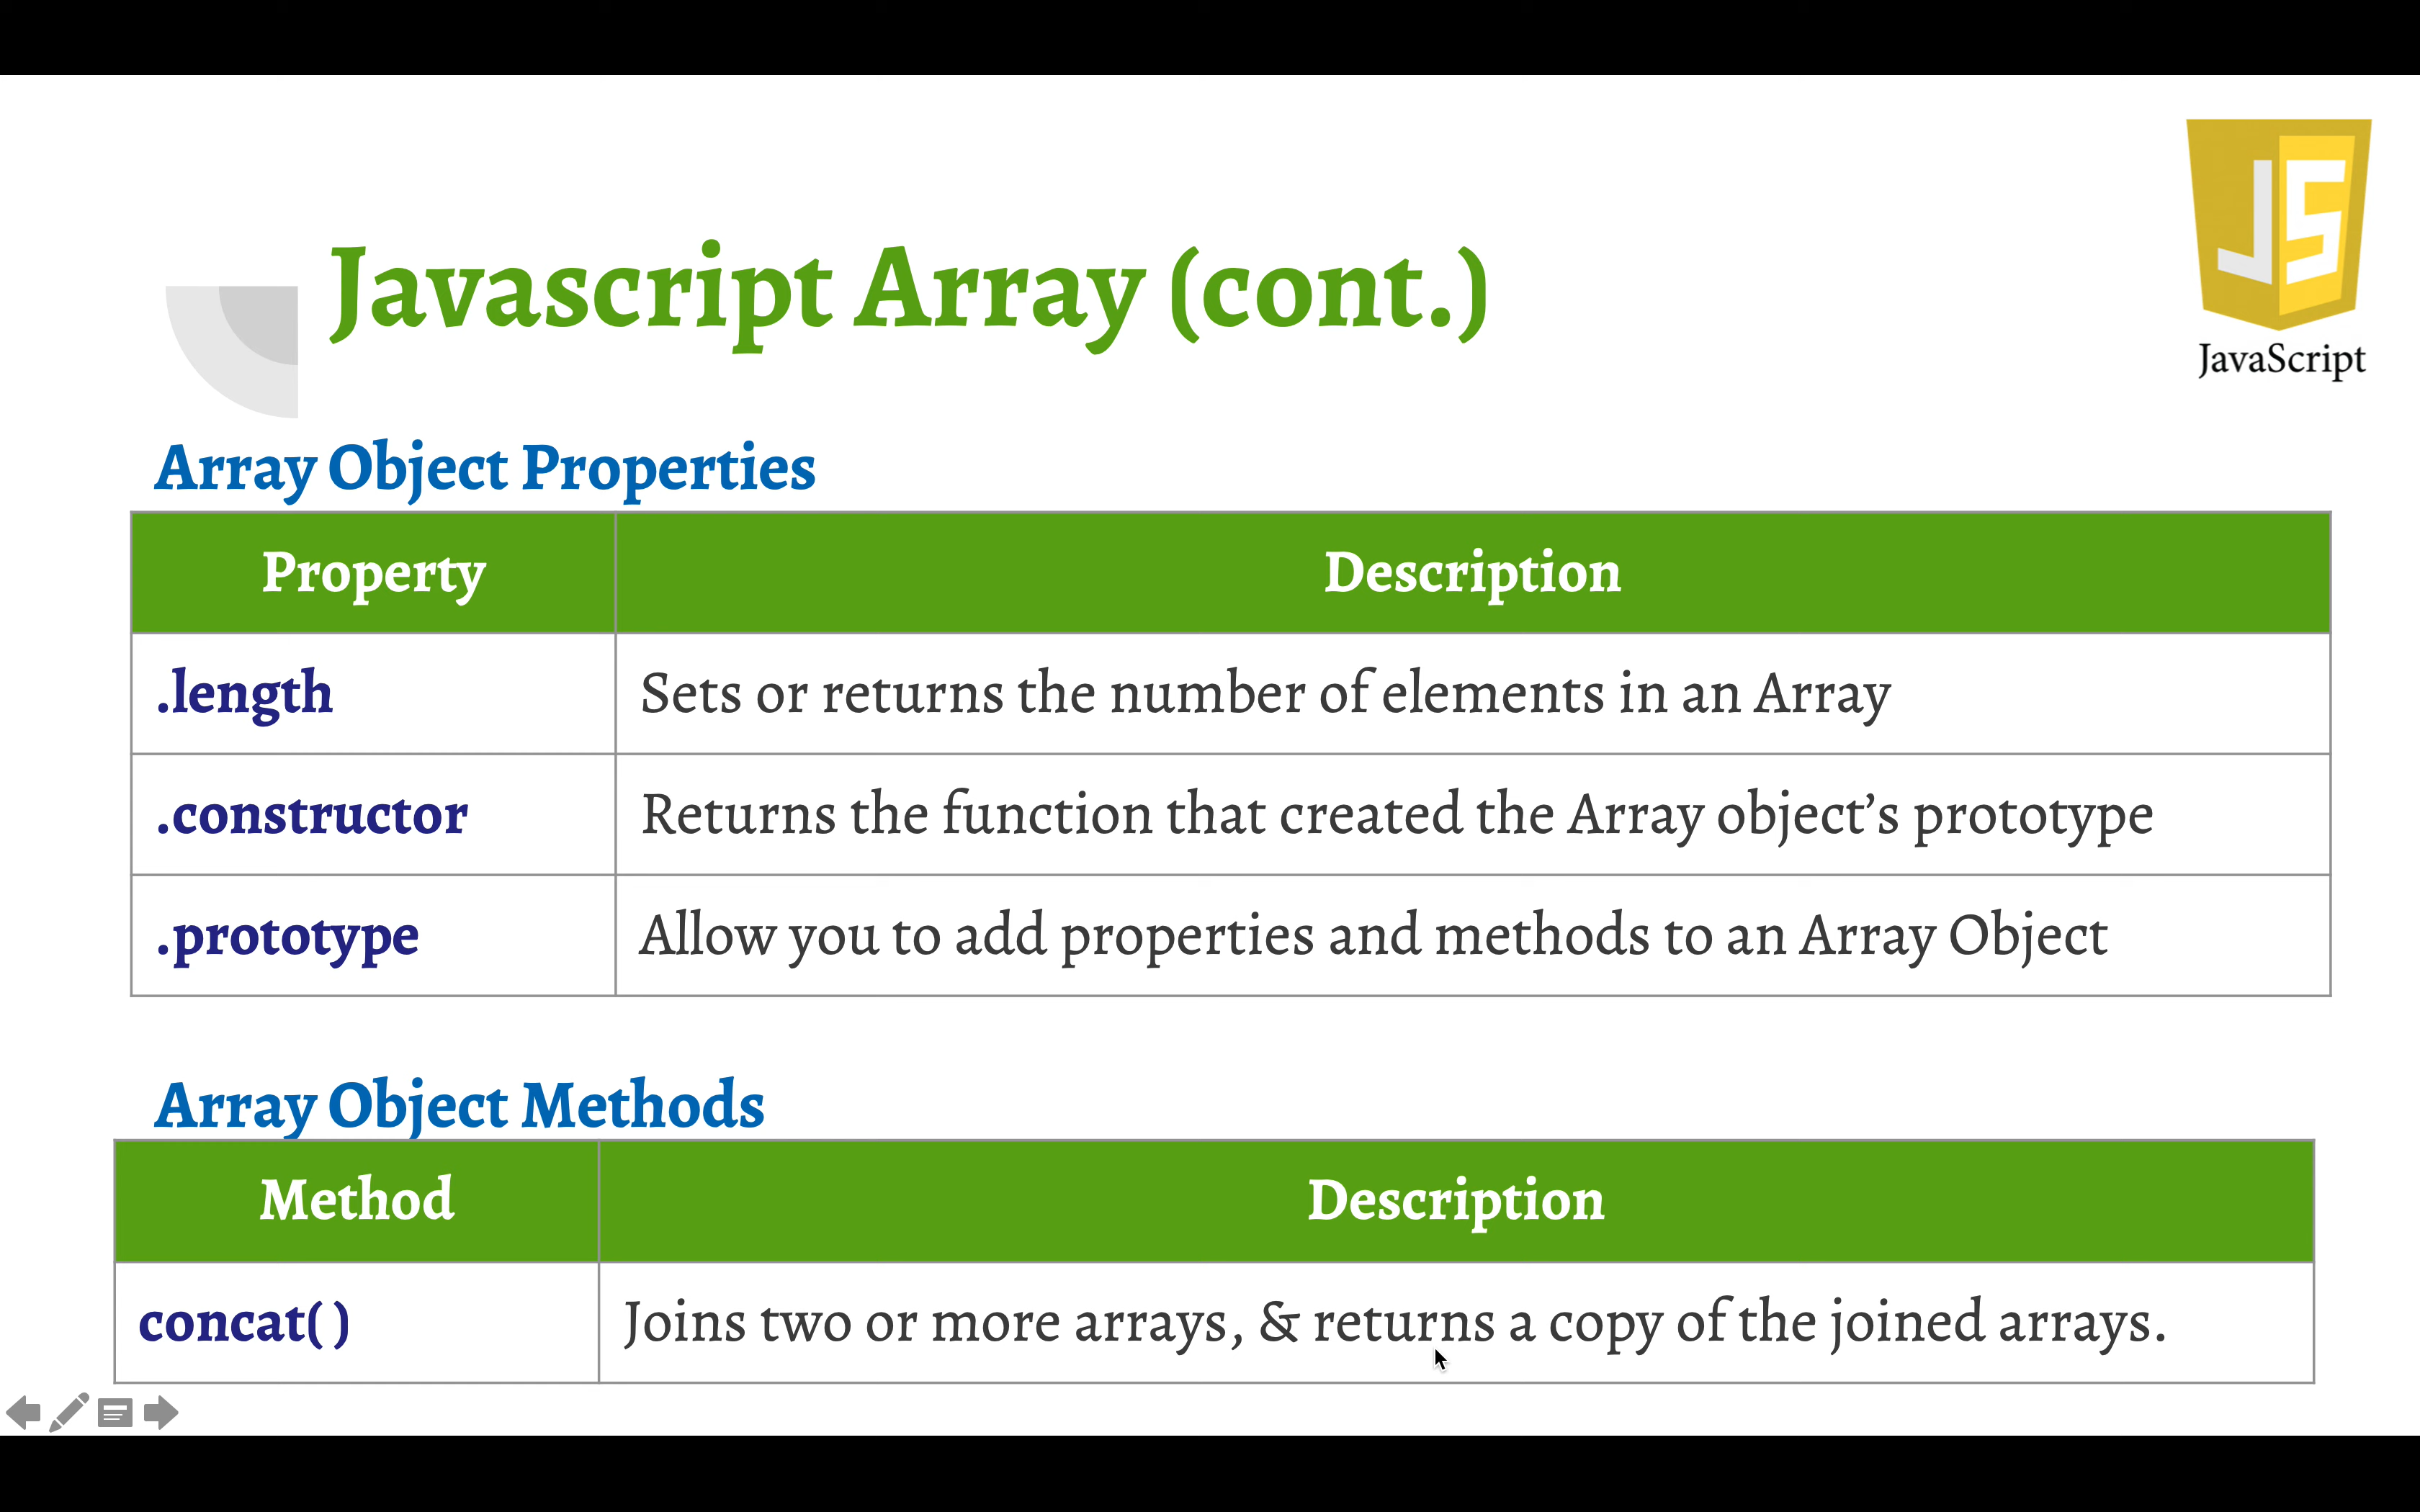 JS
JavaScript
Javascript Array (cont.)
Array Object Properties
Property Description
.length Sets or returns the number of elements in an Array
.constructor Returns the function that created the Array object’s prototype
.prototype Allow you to add properties and methods to an Array Object
Array Object Methods
Method Description
concat( ) Joins two or more arrays, & returns a copy of the joined arrays.